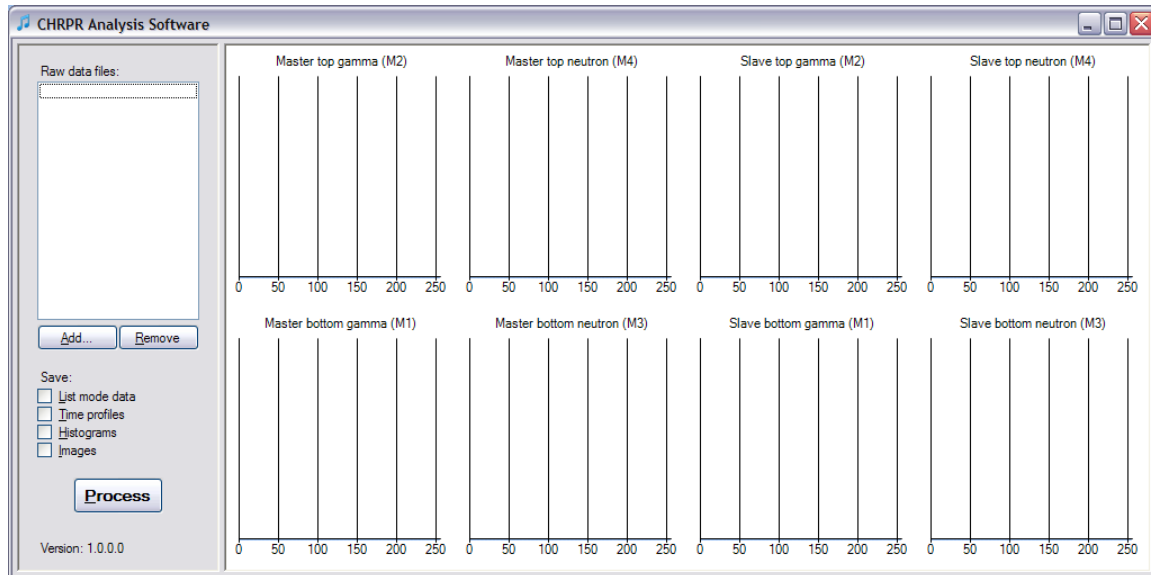 CHRPR Analysis Software
Raw data files:
Add... Remove
Save:
List mode data
Time profiles
Histograms
Images
Process
Version: 1.0.0.0
Master top gamma (M2) Master top neutron (M4) Slave top gamma (M2) Slave top neutron (M4)
0 50 100 150 200 250 0 50 100 150 200 250 0 50 100 150 200 250 0 50 100 150 200 250
Master bottom gamma (M1) Master bottom neutron (M3) Slave bottom gamma (M1) Slave bottom neutron (M3)
0 50 100 150 200 250 0 50 100 150 200 250 0 50 100 150 200 250 0 50 100 150 200 250